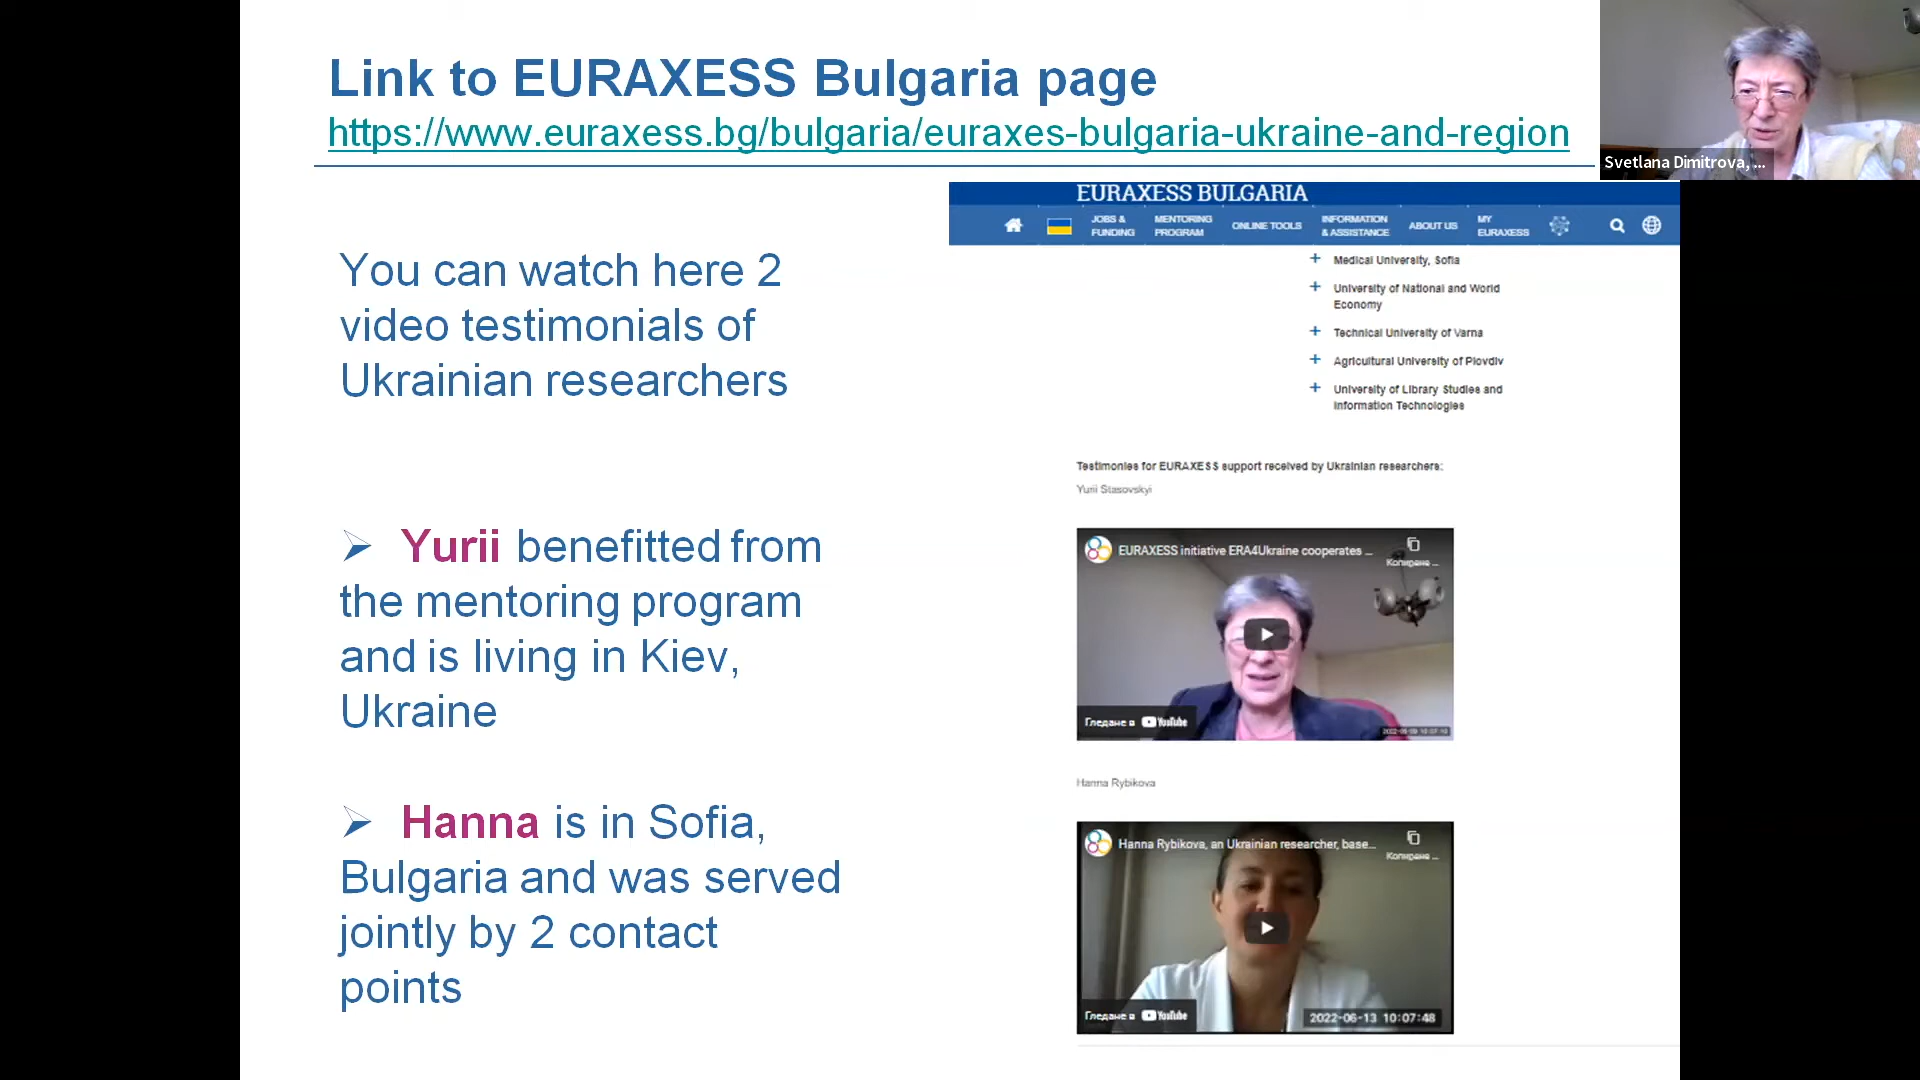 Link to EURAXESS Bulgaria page
https://www.euraxess.bg/bulgaria/euraxes-bulgaria-ukraine-and-region
Svetlana Dimitrova, ...
You can watch here 2
video testimonials of
Ukrainian researchers
Yurii benefitted from
the mentoring program
and is living in Kiev,
Ukraine
Hanna is in Sofia,
Bulgaria and was served
jointly by 2 contact
points
EURAXESS BULGARIA
JOBS &
FUNDING
MENTORING
PROGRAM
ONLINE TOOLS
INFORMATION
& ASSISTANCE
ABOUT US
MY
EURAXESS
+ Medical University, Sofia
+ University of National and World
Economy
+ Technical University of Varna
+ Agricultural University of Plovdiv
+ University of Library Studies and
Information Technologies
Testimonies for EURAXESS support received by Ukrainian researchers:
Yurii Stasovskyi
EURAXESS initiative ERA4Ukraine cooperates ...
Копиране ...
Гледане в YouTube
Hanna Rybikova
Hanna Rybikova, an Ukrainian researcher, base...
Копиране ...
Гледане в YouTube
2022-06-13 10:07:48